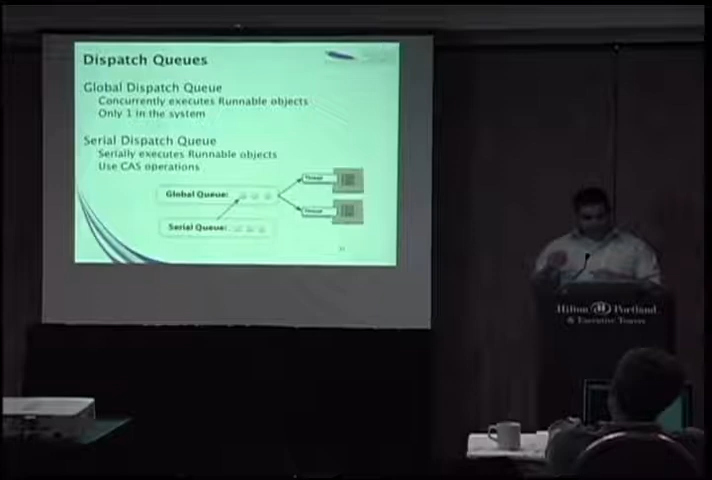 Dispatch Queues
Global Dispatch Queue
Concurrently executes Runnable objects
Only 1 in the system
Serial Dispatch Queue
Serially executes Runnable objects
Use CAS operations
Global Queue:
Thread
Thread
Serial Queue:
Hilton Portland
& Executive Tower